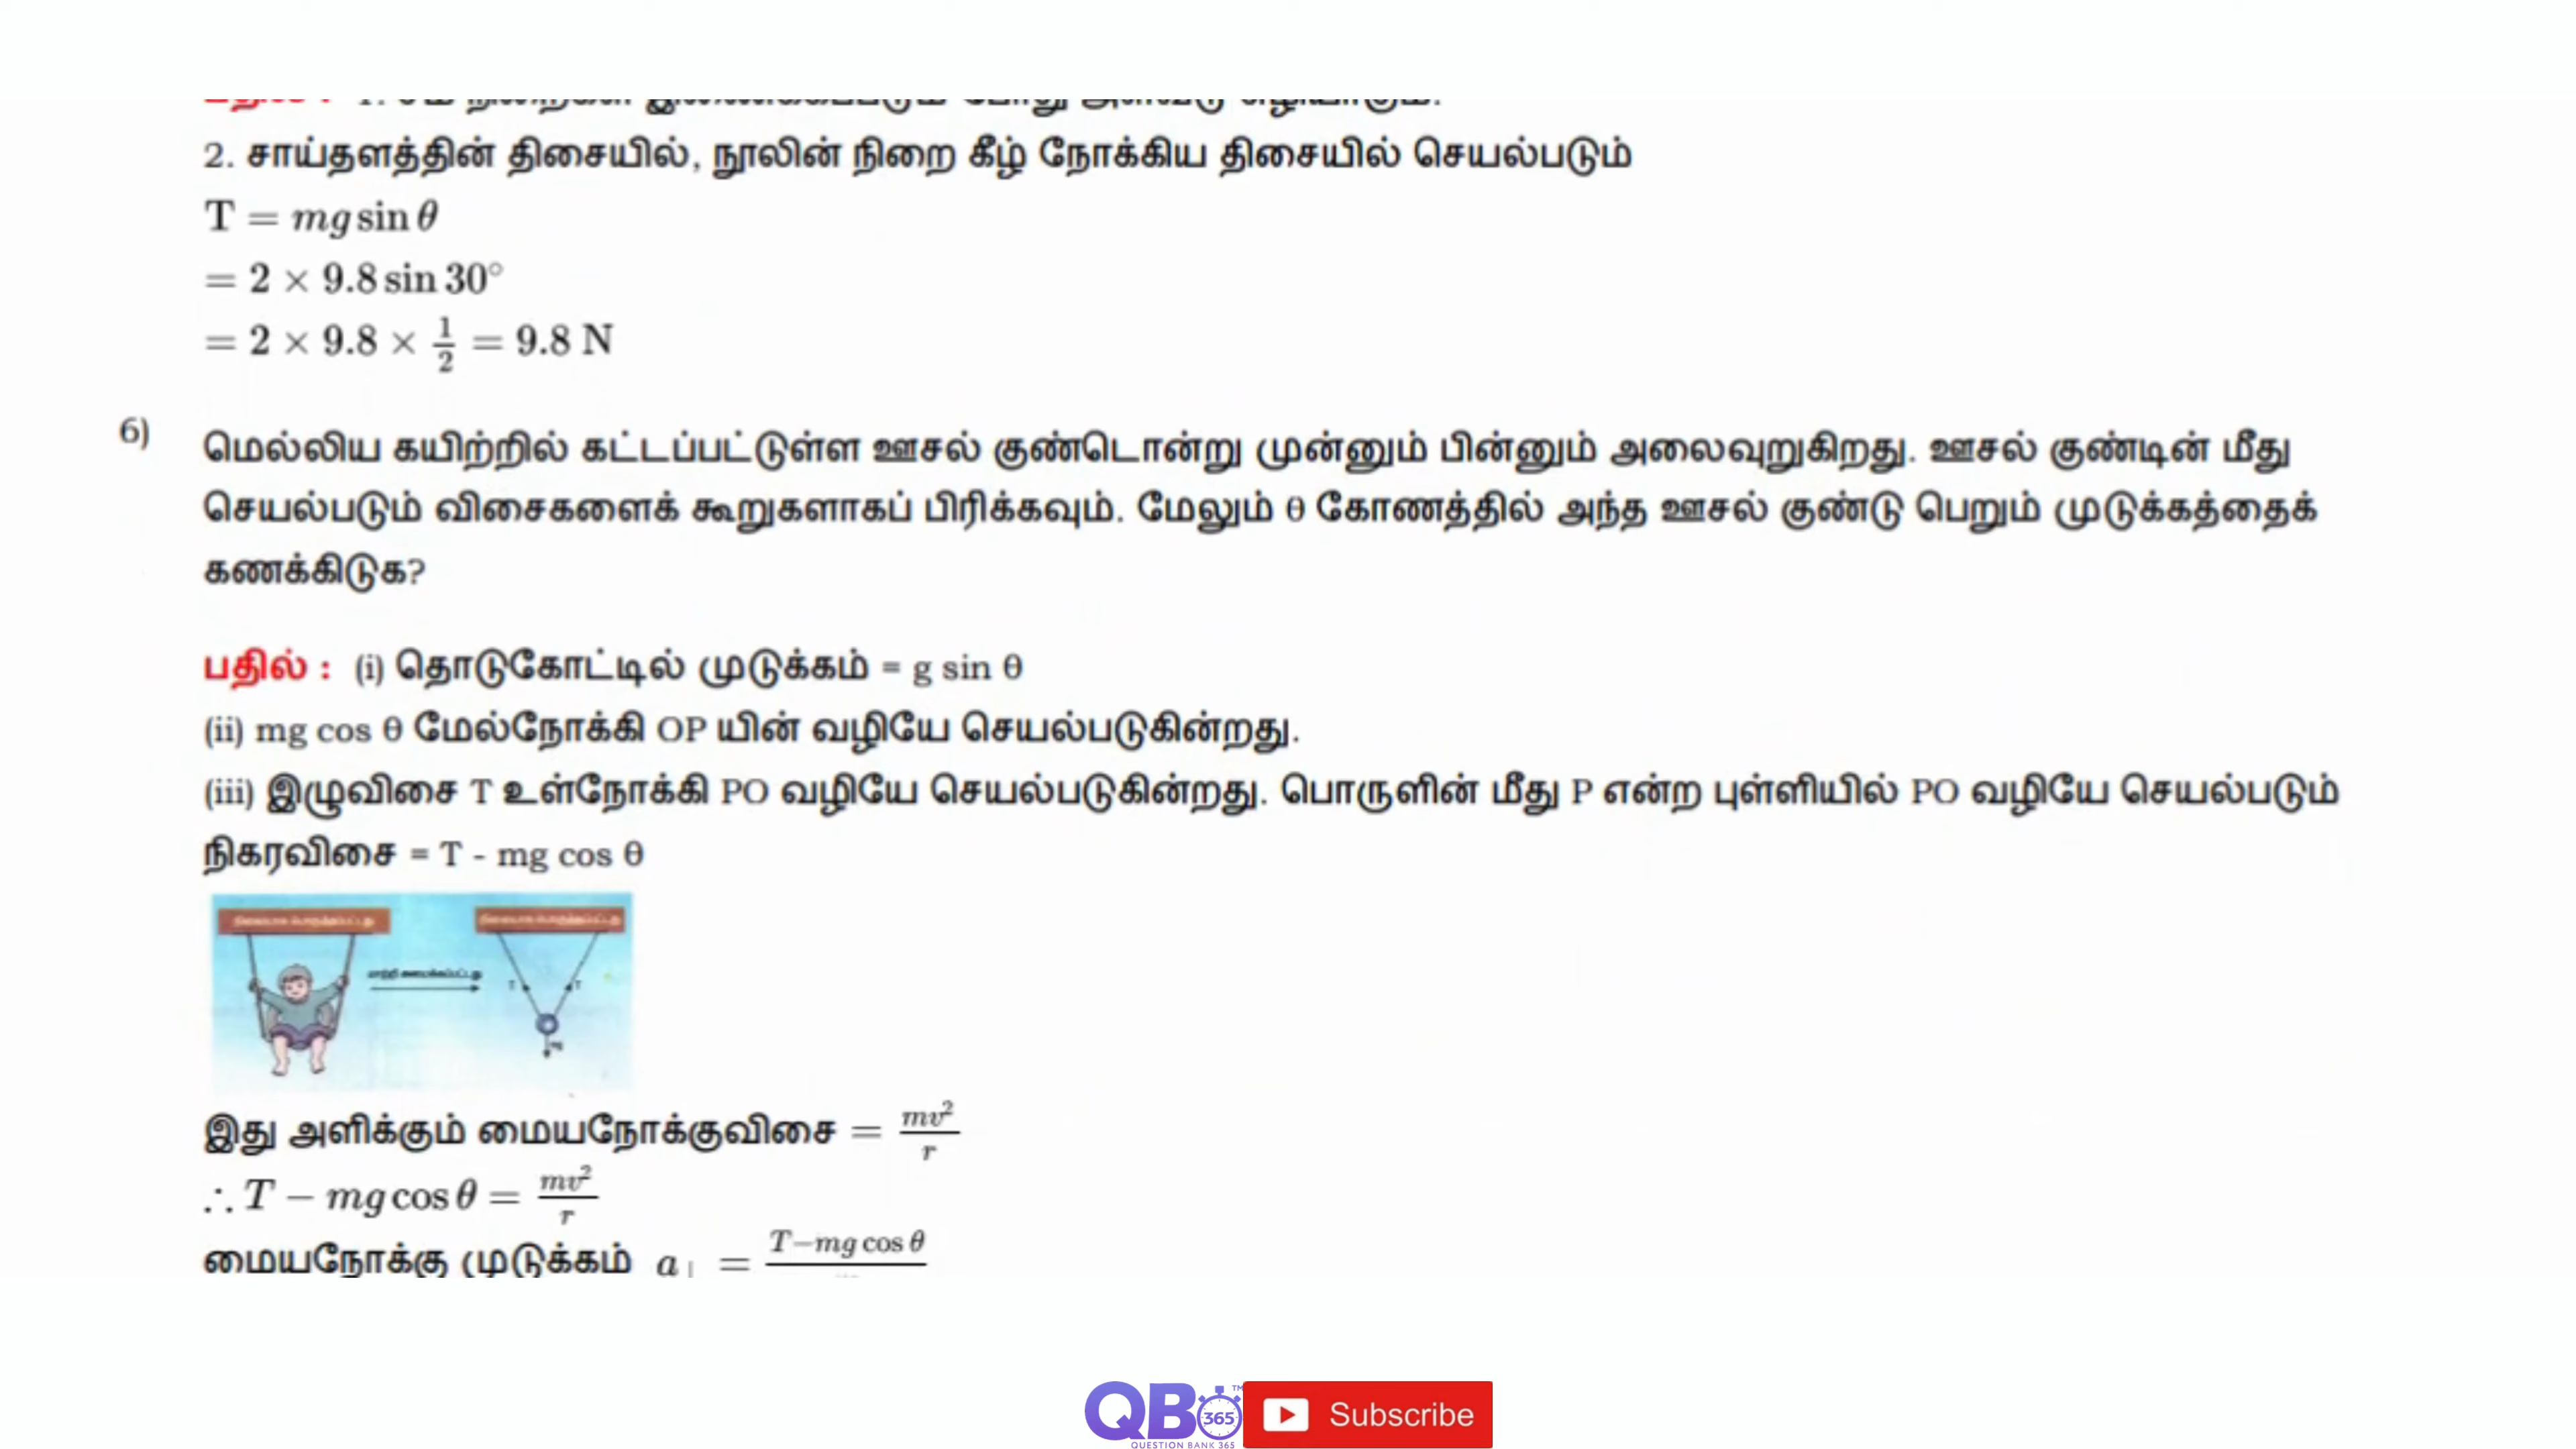 2. சாய்தளத்தின் திசையில், நூலின் நிறை கீழ் நோக்கிய திசையில் செயல்படும்
T = mg sin θ
= 2 × 9.8 sin 30°
= 2 × 9.8 × 1/2 = 9.8 N
6) மெல்லிய கயிற்றில் கட்டப்பட்டுள்ள ஊசல் குண்டொன்று முன்னும் பின்னும் அலைவுறுகிறது. ஊசல் குண்டின் மீது
செயல்படும் விசைகளைக் கூறுகளாகப் பிரிக்கவும். மேலும் θ கோணத்தில் அந்த ஊசல் குண்டு பெறும் முடுக்கத்தைக்
கணக்கிடுக?
பதில் : (i) தொடுகோட்டில் முடுக்கம் = g sin θ
(ii) mg cos θ மேல்நோக்கி OP யின் வழியே செயல்படுகின்றது.
(iii) இழுவிசை T உள்நோக்கி PO வழியே செயல்படுகின்றது. பொருளின் மீது P என்ற புள்ளியில் PO வழியே செயல்படும்
நிகரவிசை = T - mg cos θ
T T
mg
இது அளிக்கும் மையநோக்குவிசை = mv²/r
∴ T − mg cos θ = mv²/r
மையநோக்கு முடுக்கம் a = T−mg cos θ
QB 365 ™ Subscribe
QUESTION BANK 365